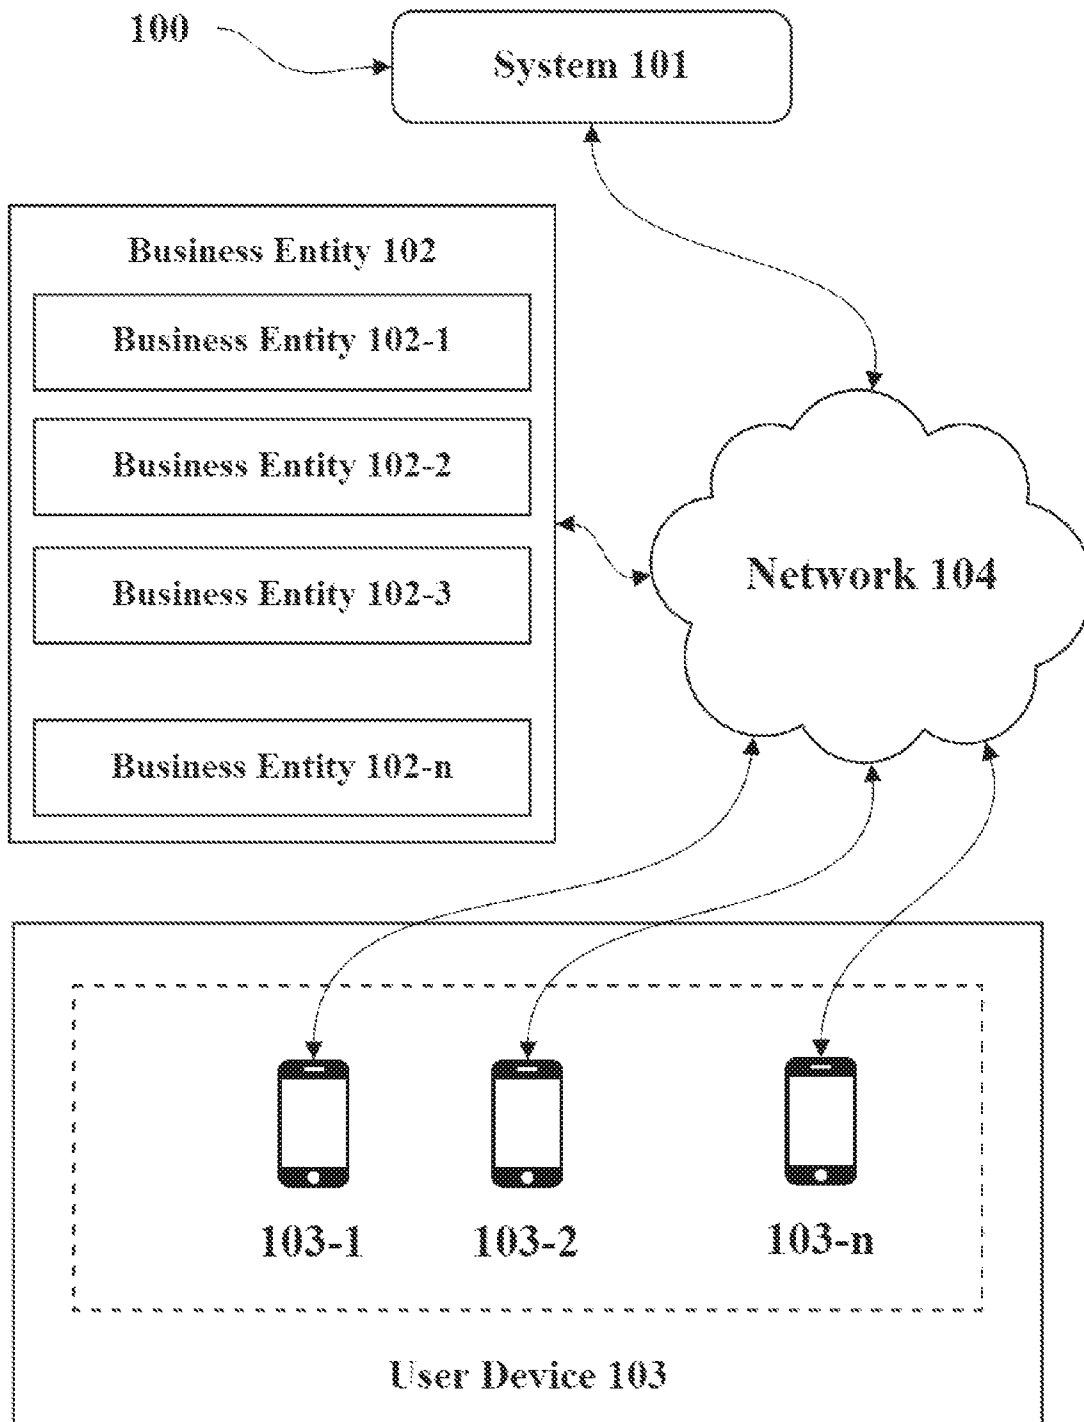 100
System 101
Business Entity 102
Business Entity 102-1
Business Entity 102-2
Business Entity 102-3
Business Entity 102-n
Network 104
103-1
103-2
103-n
User Device 103